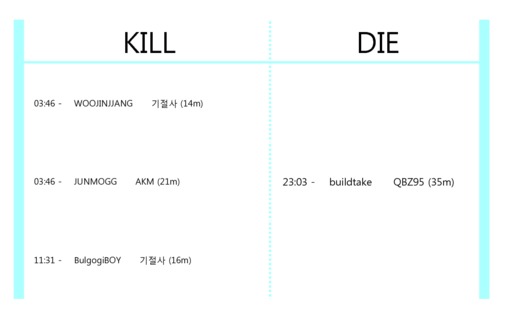 KILL
DIE
03:46 - WOOJINJJANG 기절사 (14m)
03:46 - JUNMOGG AKM (21m)
11:31 - BulgogiBOY 기절사 (16m)
23:03 - buildtake QBZ95 (35m)